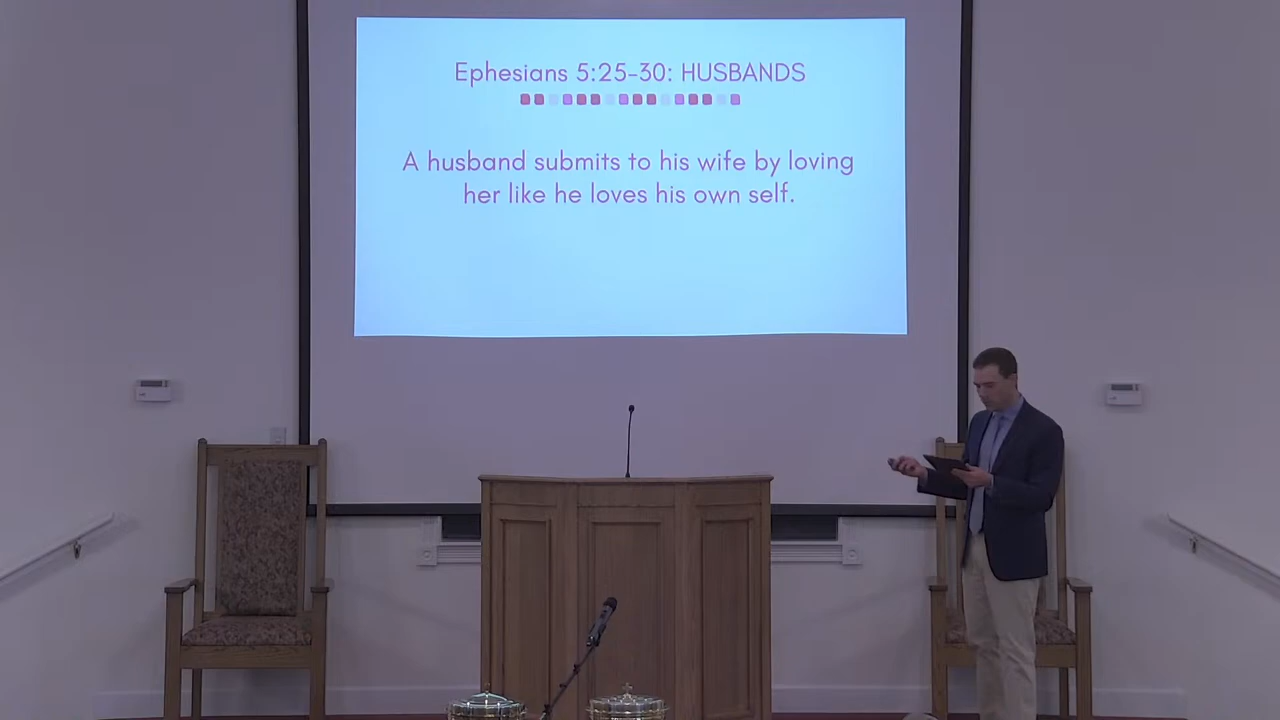 Ephesians 5:25-30: HUSBANDS
A husband submits to his wife by loving
her like he loves his own self.